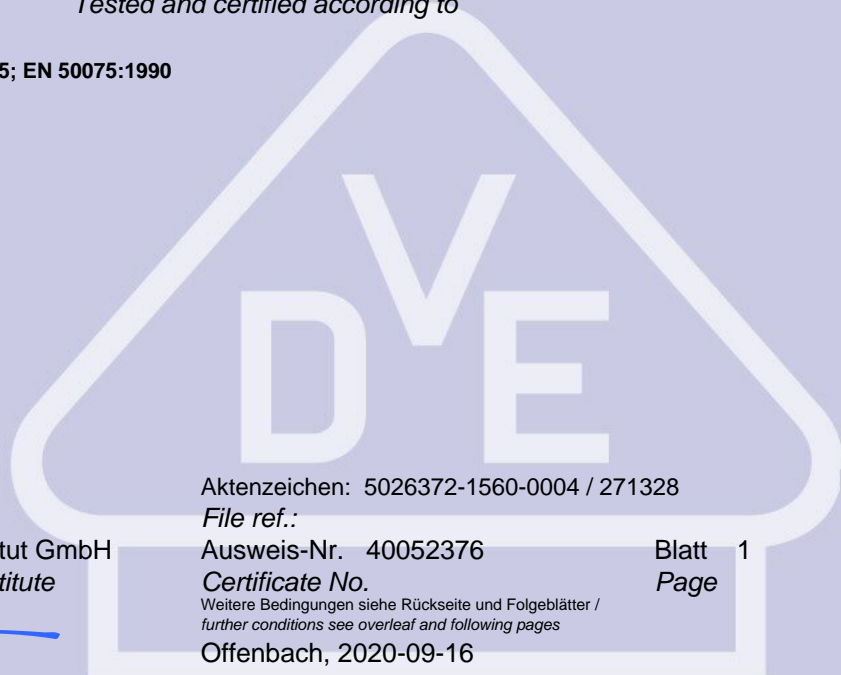 Tested and certified according to
5; EN 50075:1990
DVE
Aktenzeichen: 5026372-1560-0004 / 271328
File ref.:
tut GmbH Ausweis-Nr. 40052376 Blatt 1
titute Certificate No. Page
Weitere Bedingungen siehe Rückseite und Folgeblätter /
further conditions see overleaf and following pages
Offenbach, 2020-09-16